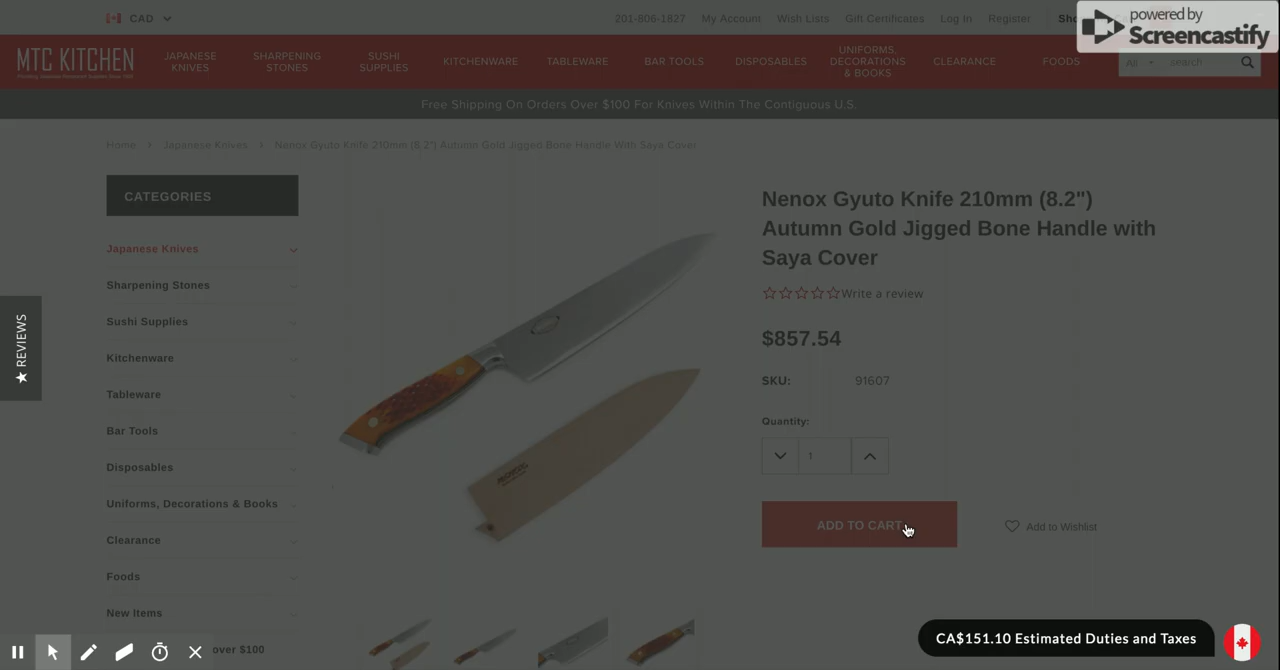 CAD
201-806-1827 My Account Wish Lists Gift Certificates Log In Register
powered by
Screencastify
MTC KITCHEN
JAPANESE KNIVES
SHARPENING STONES
SUSHI SUPPLIES
KITCHENWARE
TABLEWARE
BAR TOOLS
DISPOSABLES
UNIFORMS, DECORATIONS & BOOKS
CLEARANCE
FOODS
All search
Free Shipping On Orders Over $100 For Knives Within The Contiguous U.S.
Home > Japanese Knives > Nenox Gyuto Knife 210mm (8.2") Autumn Gold Jigged Bone Handle With Saya Cover
CATEGORIES
Japanese Knives
Sharpening Stones
Sushi Supplies
Kitchenware
Tableware
Bar Tools
Disposables
Uniforms, Decorations & Books
Clearance
Foods
New Items
over $100
★ REVIEWS
Nenox Gyuto Knife 210mm (8.2")
Autumn Gold Jigged Bone Handle with
Saya Cover
Write a review
$857.54
SKU: 91607
Quantity:
1
ADD TO CART
Add to Wishlist
CA$151.10 Estimated Duties and Taxes